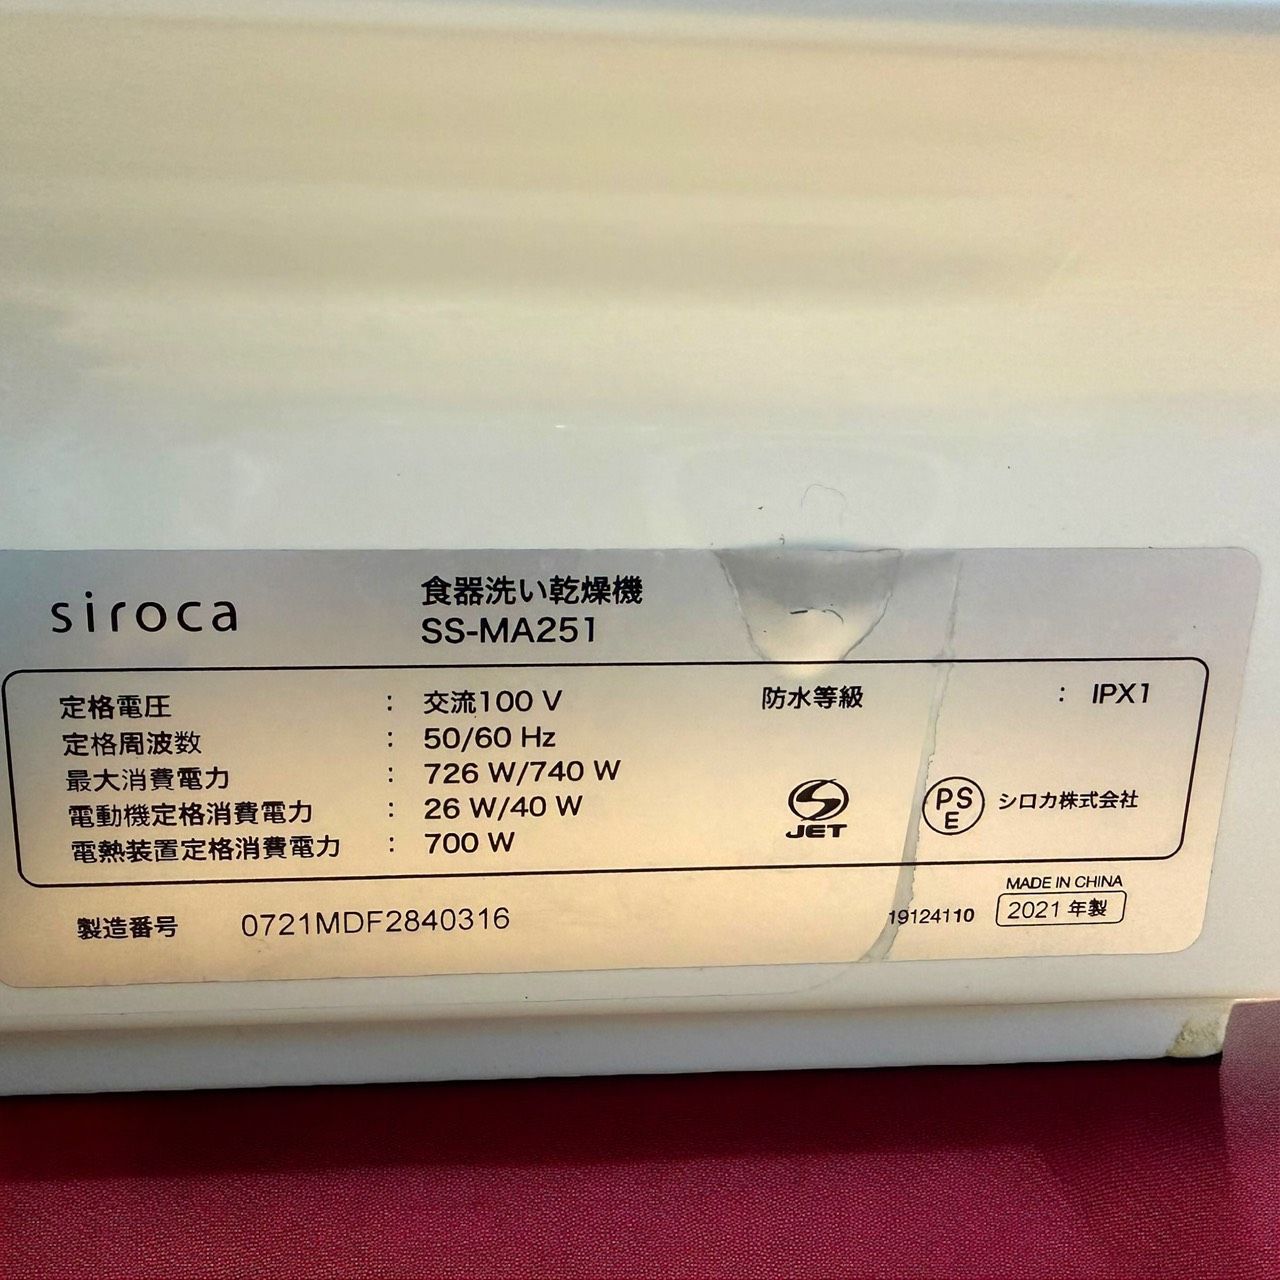 siroca
食器洗い乾燥機
SS-MA251
定格電圧 : 交流100 V
定格周波数 : 50/60 Hz
最大消費電力 : 726 W/740 W
電動機定格消費電力 : 26 W/40 W
電熱装置定格消費電力 : 700 W
防水等級 : IPX1
JET
PSE シロカ株式会社
製造番号 0721MDF2840316
19124110
MADE IN CHINA
2021 年製